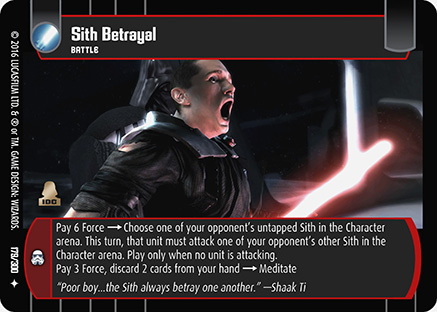 Sith Betrayal
BATTLE
© 2016 LUCASFILM LTD. & ® or TM. GAME DESIGN: WIZARDS.
IDC
179/300
Pay 6 Force → Choose one of your opponent's untapped Sith in the Character
arena. This turn, that unit must attack one of your opponent's other Sith in the
Character arena. Play only when no unit is attacking.
Pay 3 Force, discard 2 cards from your hand → Meditate
"Poor boy...the Sith always betray one another." —Shaak Ti